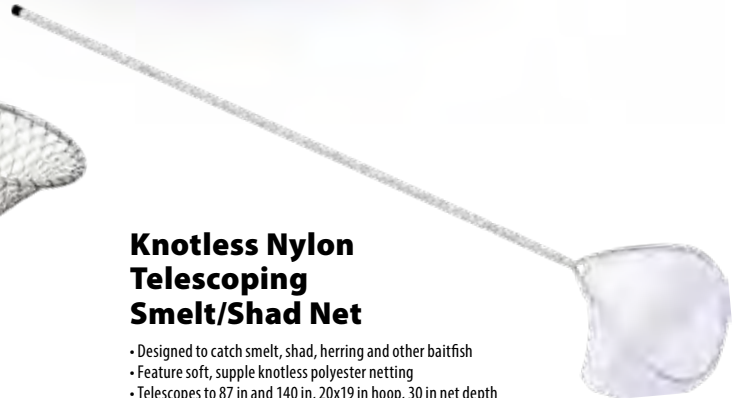 Knotless Nylon
Telescoping
Smelt/Shad Net
• Designed to catch smelt, shad, herring and other baitfish
• Feature soft, supple knotless polyester netting
• Telescopes to 87 in and 140 in, 20x19 in hoop, 30 in net depth